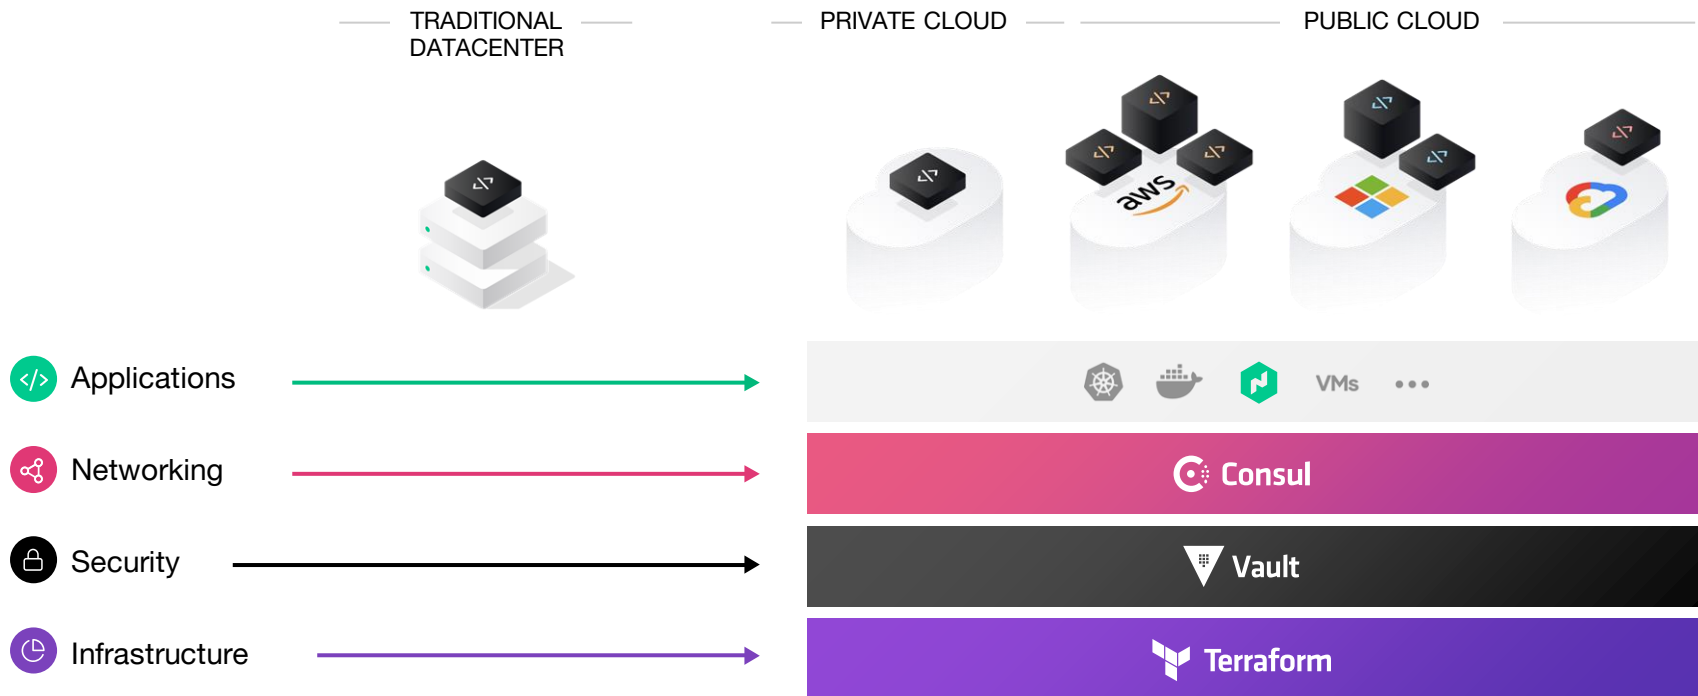 TRADITIONAL
DATACENTER
PRIVATE CLOUD
PUBLIC CLOUD
</>
</>
</>
</>
</>
</>
</>
</>
</>
aws
</> Applications
VMs
Networking
Consul
Security
Vault
Infrastructure
Terraform